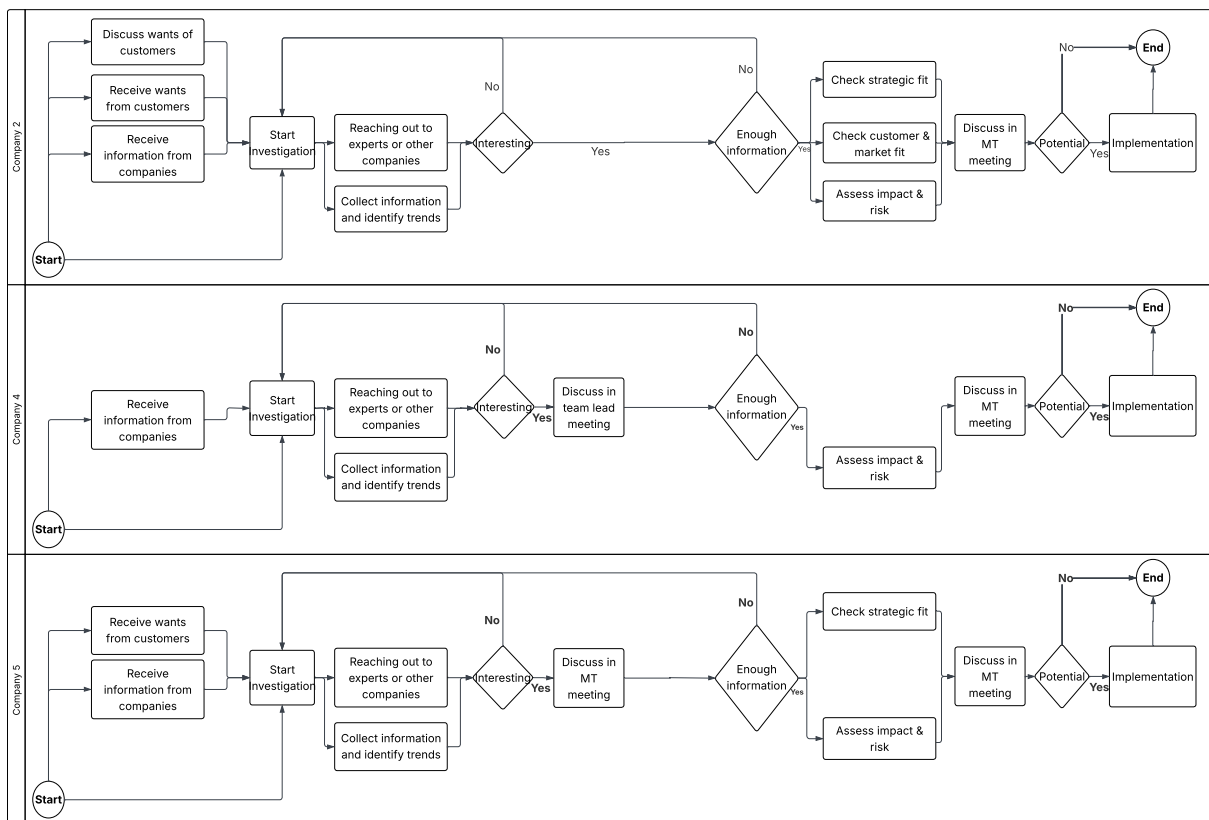 Company 2
Discuss wants of
customers
Receive wants
from customers
Receive
information from
companies
Start
Start
Investigation
Reaching out to
experts or other
companies
Collect information
and identify trends
Interesting
No
Yes
Enough
information
No
Yes
Check strategic fit
Check customer &
market fit
Assess impact &
risk
Discuss in
MT
meeting
Potential
No
Yes
Implementation
End
Company 4
Receive
information from
companies
Start
Start
Investigation
Reaching out to
experts or other
companies
Collect information
and identify trends
Interesting
No
Yes
Discuss in
team lead
meeting
Enough
information
No
Yes
Assess impact &
risk
Discuss in
MT
meeting
Potential
No
Yes
Implementation
End
Company 5
Receive wants
from customers
Receive
information from
companies
Start
Start
Investigation
Reaching out to
experts or other
companies
Collect information
and identify trends
Interesting
No
Yes
Discuss in
MT
meeting
Enough
information
No
Yes
Check strategic fit
Assess impact &
risk
Discuss in
MT
meeting
Potential
No
Yes
Implementation
End